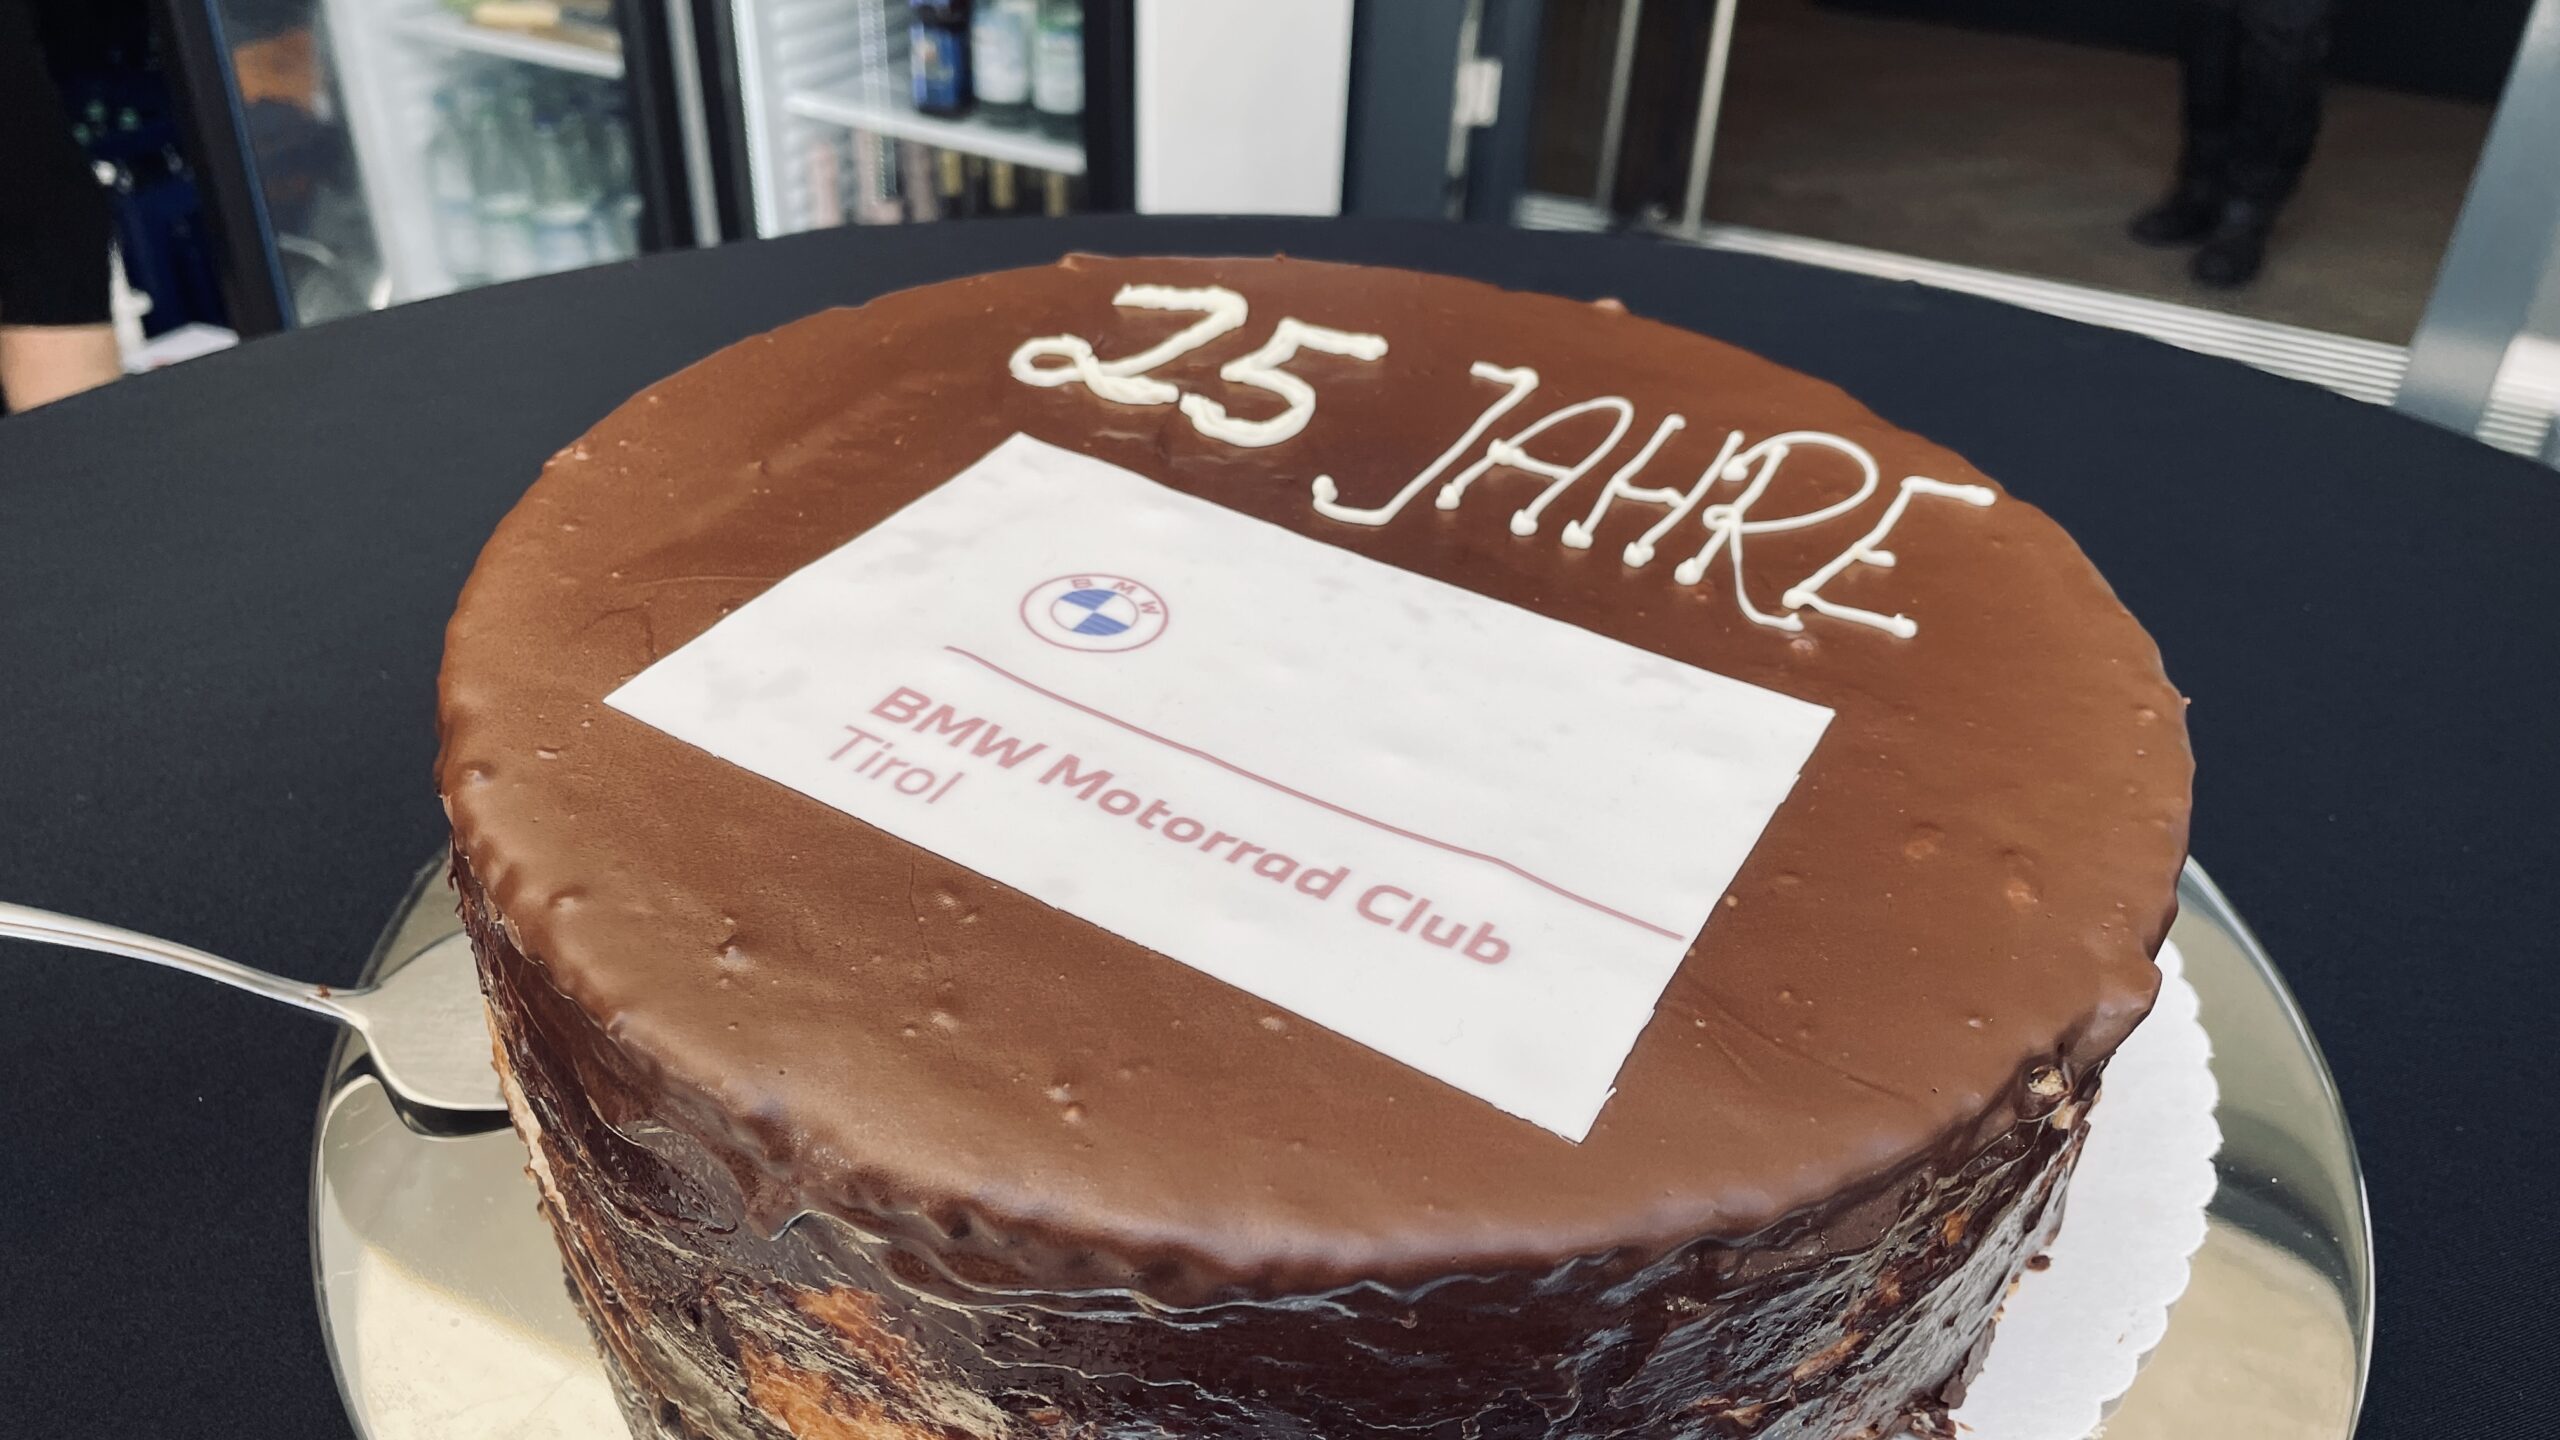 25 JAHRE
BMW
BMW Motorrad Club
Tirol